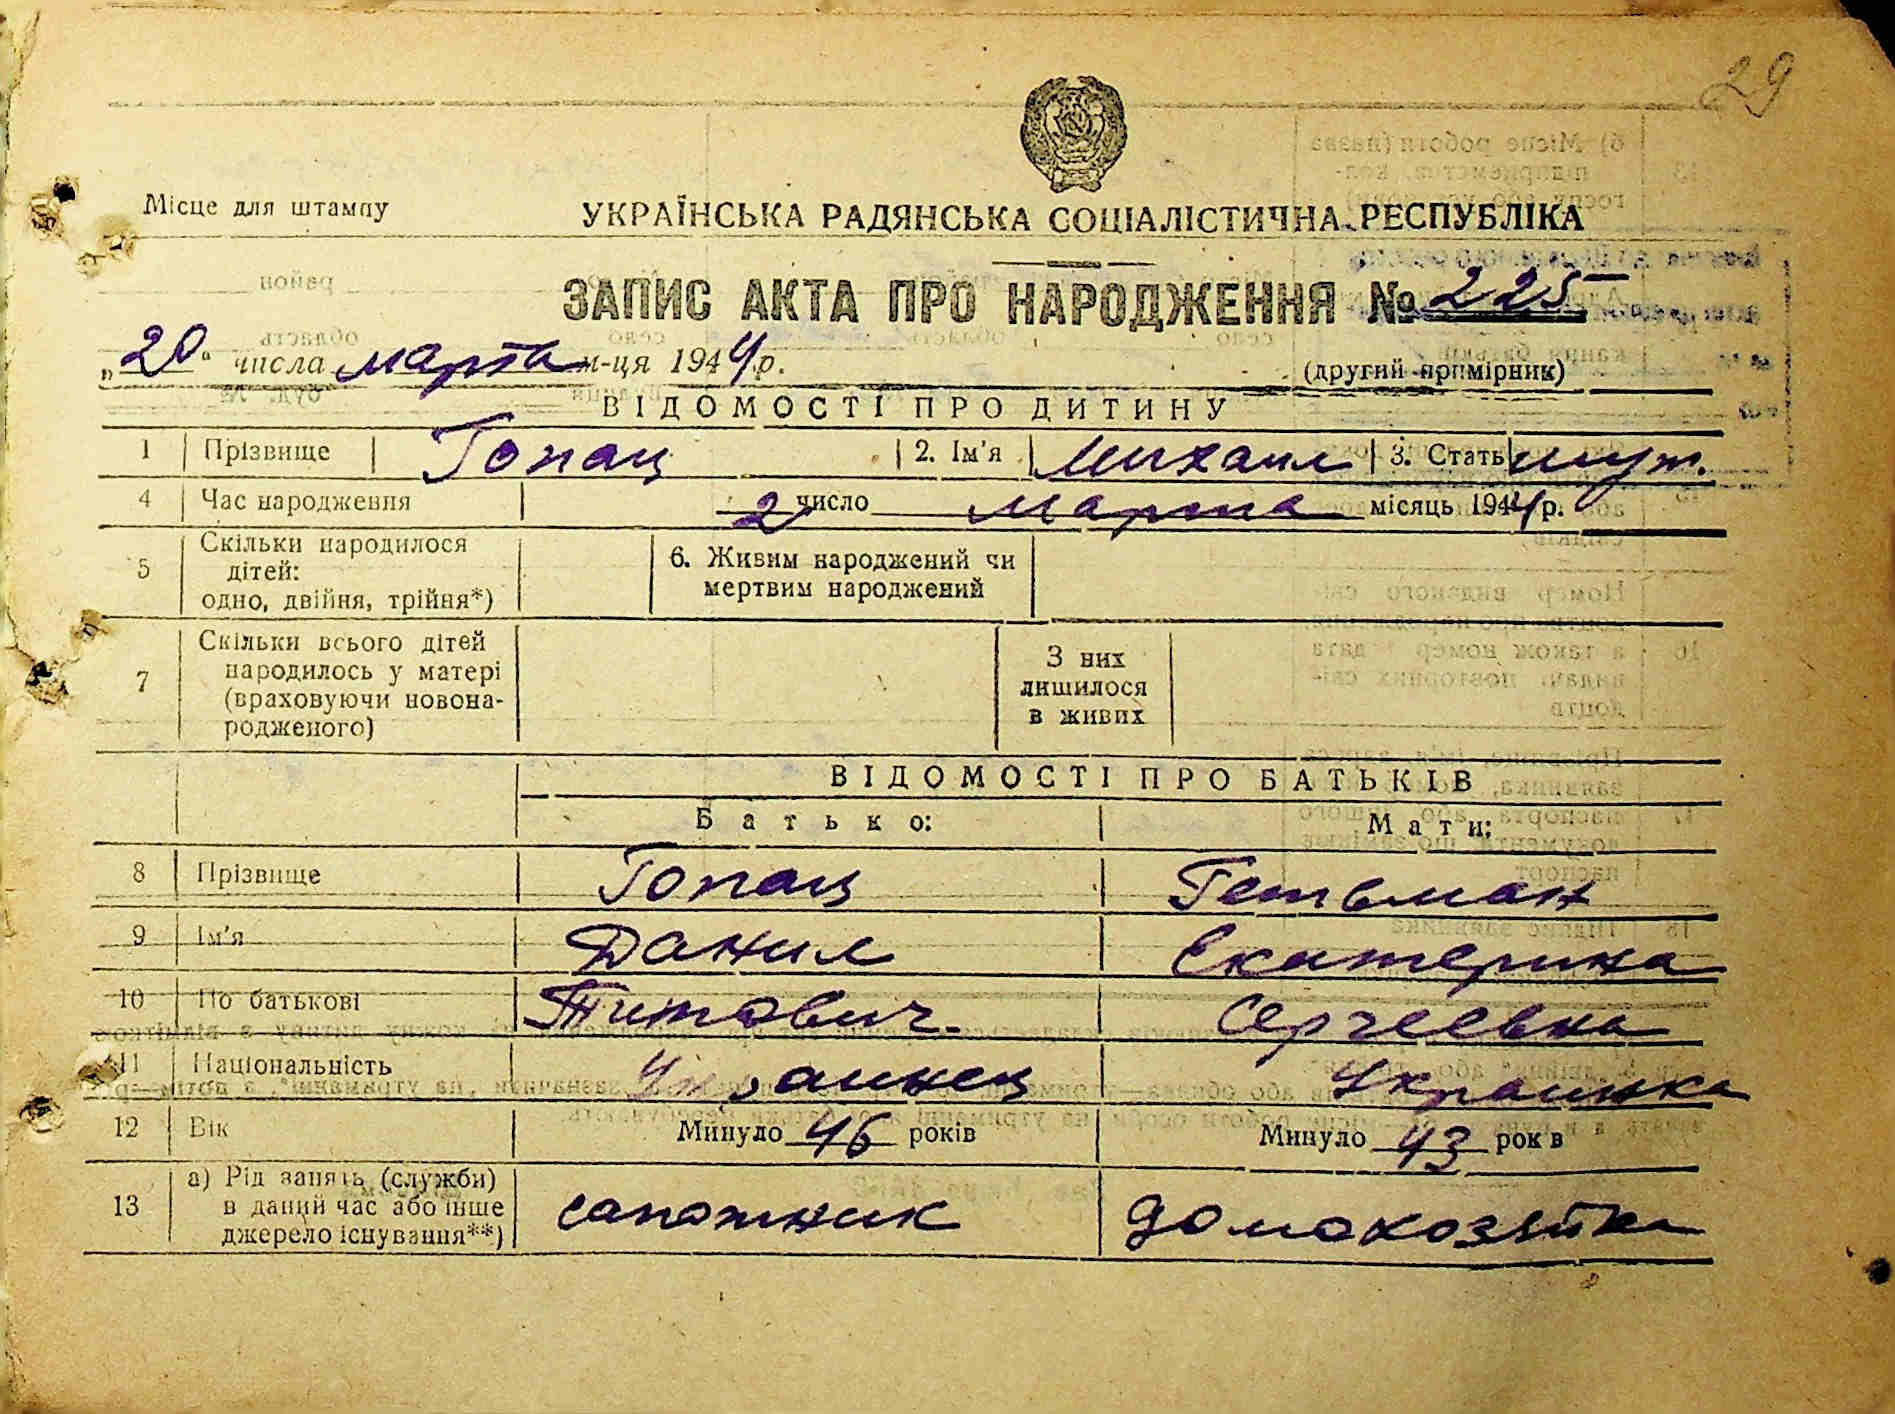 29
Місце для штампу
УКРАЇНСЬКА РАДЯНСЬКА СОЦІАЛІСТИЧНА РЕСПУБЛІКА
ЗАПИС АКТА ПРО НАРОДЖЕННЯ № 225
„20" числа марта м-ця 1944 р.
(другий примірник)
ВІДОМОСТІ ПРО ДИТИНУ
1 Прізвище Гопац 2. Ім'я Михаил 3. Стать муж.
4 Час народження 2 число марта місяць 1944 р.
5 Скільки народилося дітей: одно, двійня, трійня*) 6. Живим народжений чи мертвим народжений
7 Скільки всього дітей народилось у матері (враховуючи новона-родженого) З них лишилося в живих
ВІДОМОСТІ ПРО БАТЬКІВ
Батько: Мати:
8 Прізвище Гопац Гетьман
9 Ім'я Данил Екатерина
10 По батькові Титович. Сергеевна
11 Національність Украинец Украинка
12 Вік Минуло 46 років Минуло 43 рок в
13 а) Рід занять (служби) в даний час або інше джерело існування**) сапожник домохозяйка